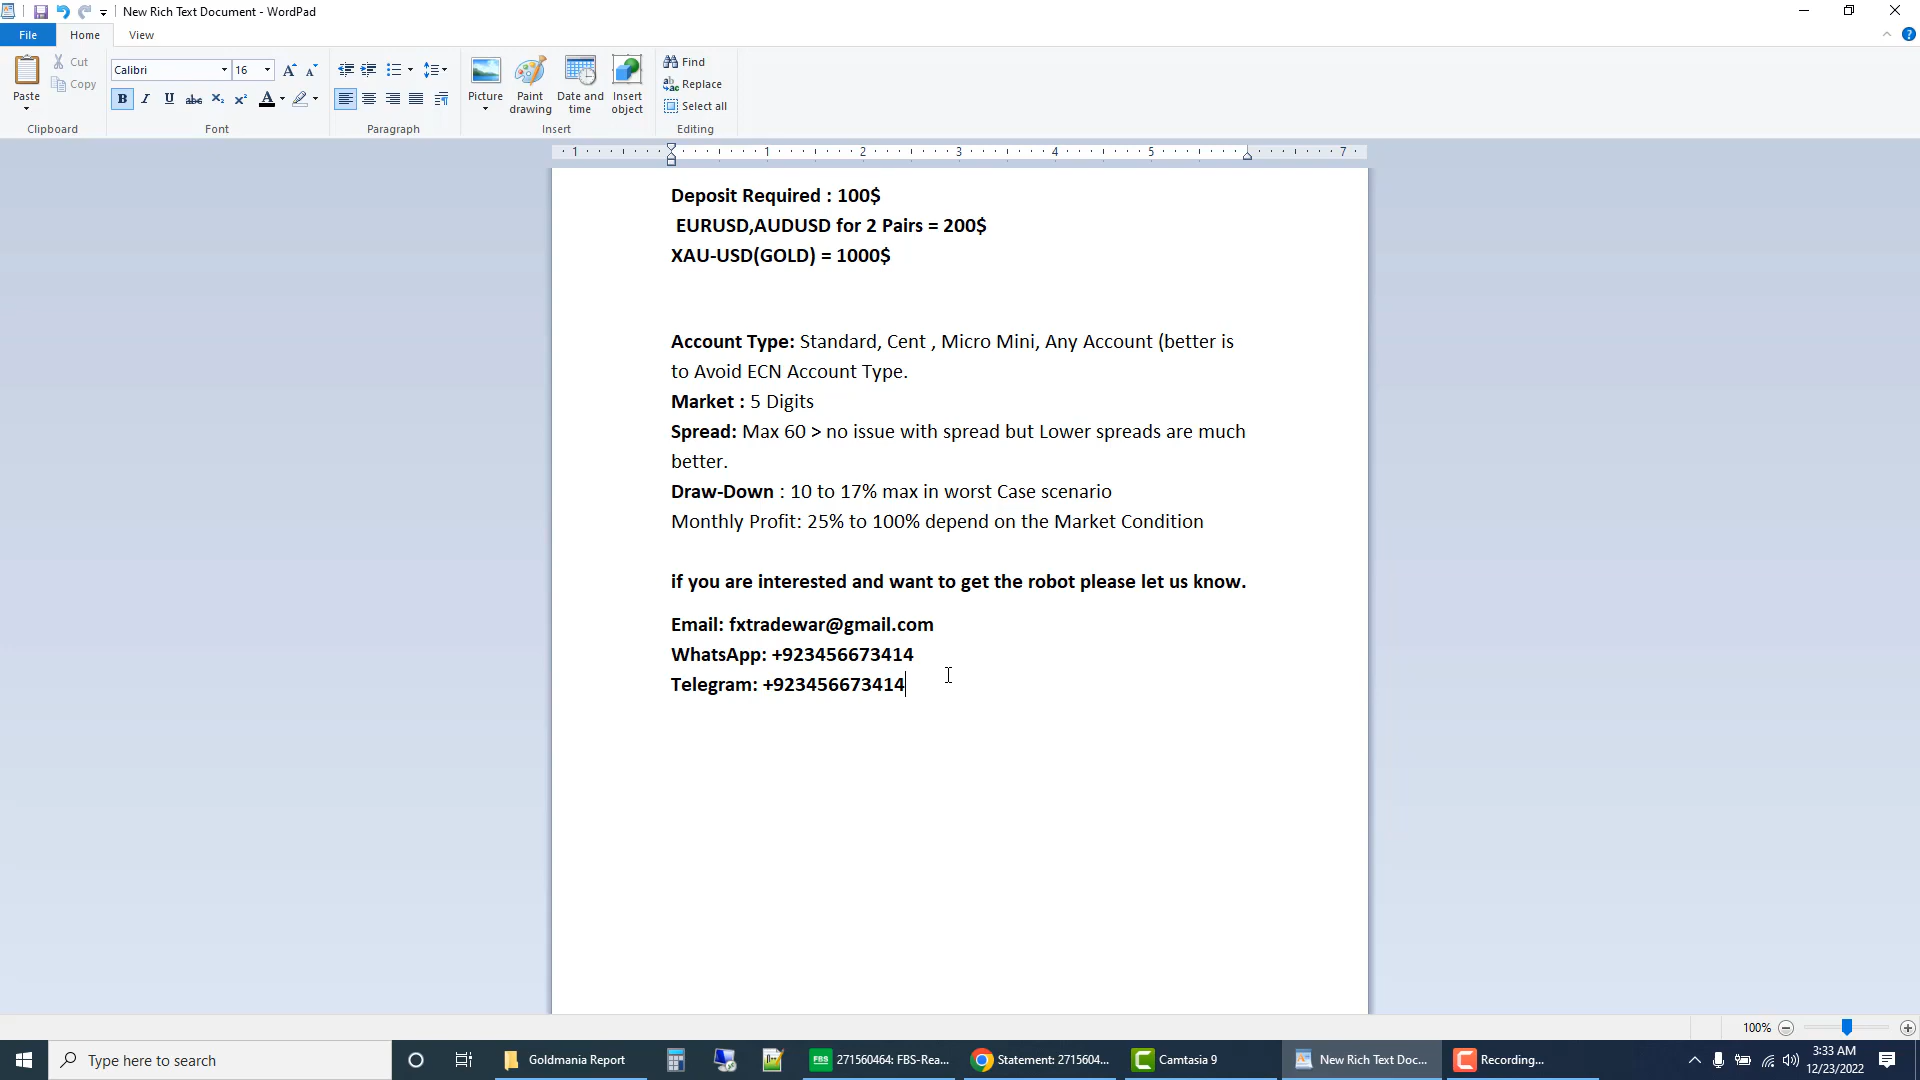 New Rich Text Document - WordPad
File
Home
View
Paste
Cut
Copy
Clipboard
Calibri
16
Font
Paragraph
Picture
Paint drawing
Date and time
Insert object
Insert
Find
Replace
Select all
Editing
1 1 2 3 4 5 7
Deposit Required : 100$
EURUSD,AUDUSD for 2 Pairs = 200$
XAU-USD(GOLD) = 1000$
Account Type: Standard, Cent , Micro Mini, Any Account (better is
to Avoid ECN Account Type.
Market : 5 Digits
Spread: Max 60 > no issue with spread but Lower spreads are much
better.
Draw-Down : 10 to 17% max in worst Case scenario
Monthly Profit: 25% to 100% depend on the Market Condition
if you are interested and want to get the robot please let us know.
Email: fxtradewar@gmail.com
WhatsApp: +923456673414
Telegram: +923456673414
100%
Type here to search
Goldmania Report
271560464: FBS-Rea...
Statement: 2715604...
Camtasia 9
New Rich Text Doc...
Recording...
3:33 AM
12/23/2022